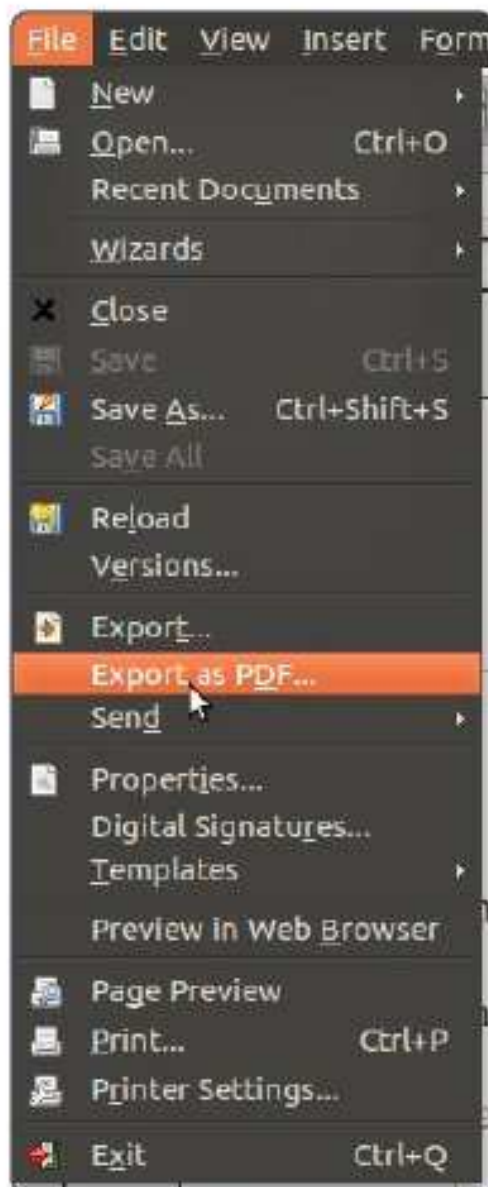 File Edit View Insert Form
New
Open... Ctrl+O
Recent Documents
Wizards
Close
Save Ctrl+S
Save As... Ctrl+Shift+S
Save All
Reload
Versions...
Export...
Export as PDF...
Send
Properties...
Digital Signatures...
Templates
Preview in Web Browser
Page Preview
Print... Ctrl+P
Printer Settings...
Exit Ctrl+Q